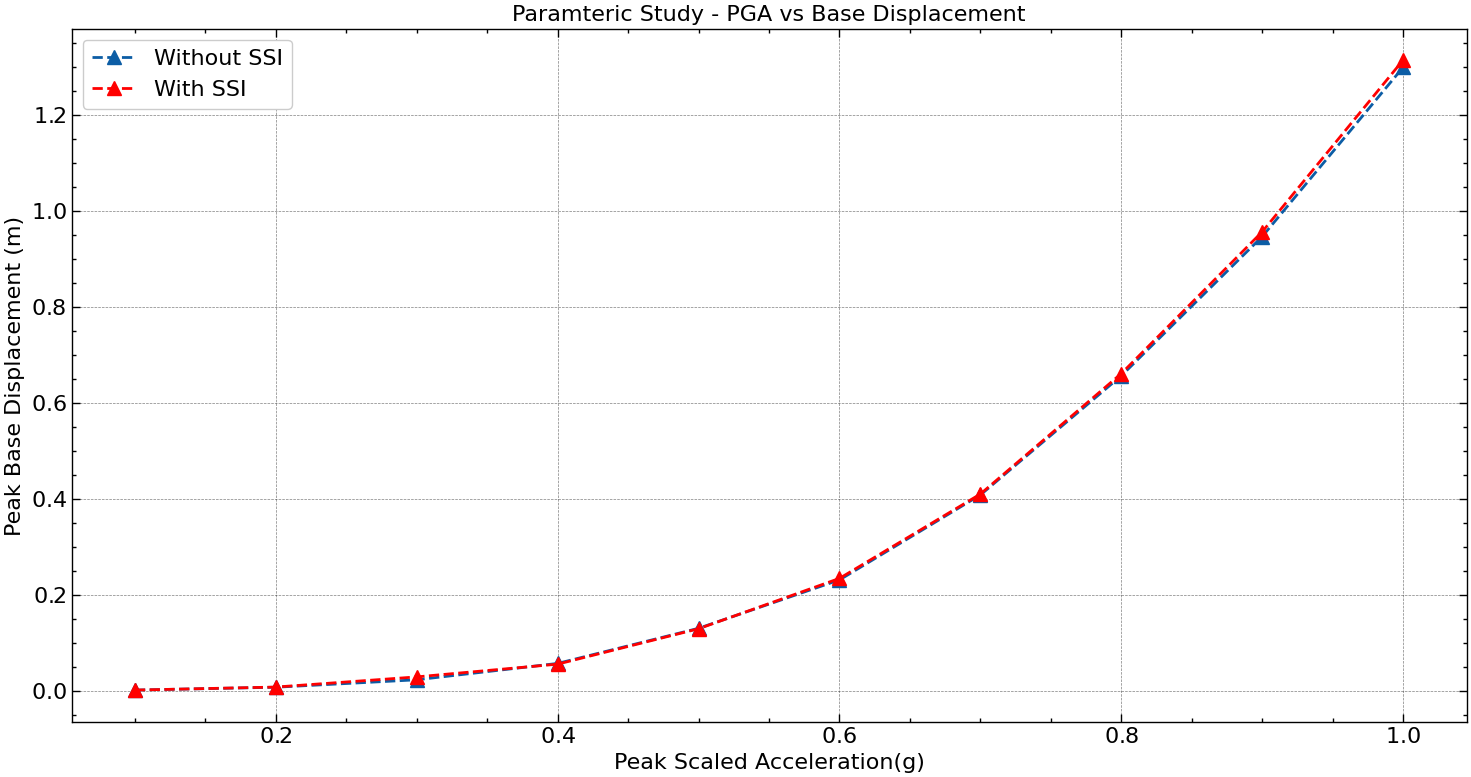 Paramteric Study - PGA vs Base Displacement
Without SSI
With SSI
Peak Base Displacement (m)
1.2
1.0
0.8
0.6
0.4
0.2
0.0
0.2 0.4 0.6 0.8 1.0
Peak Scaled Acceleration(g)